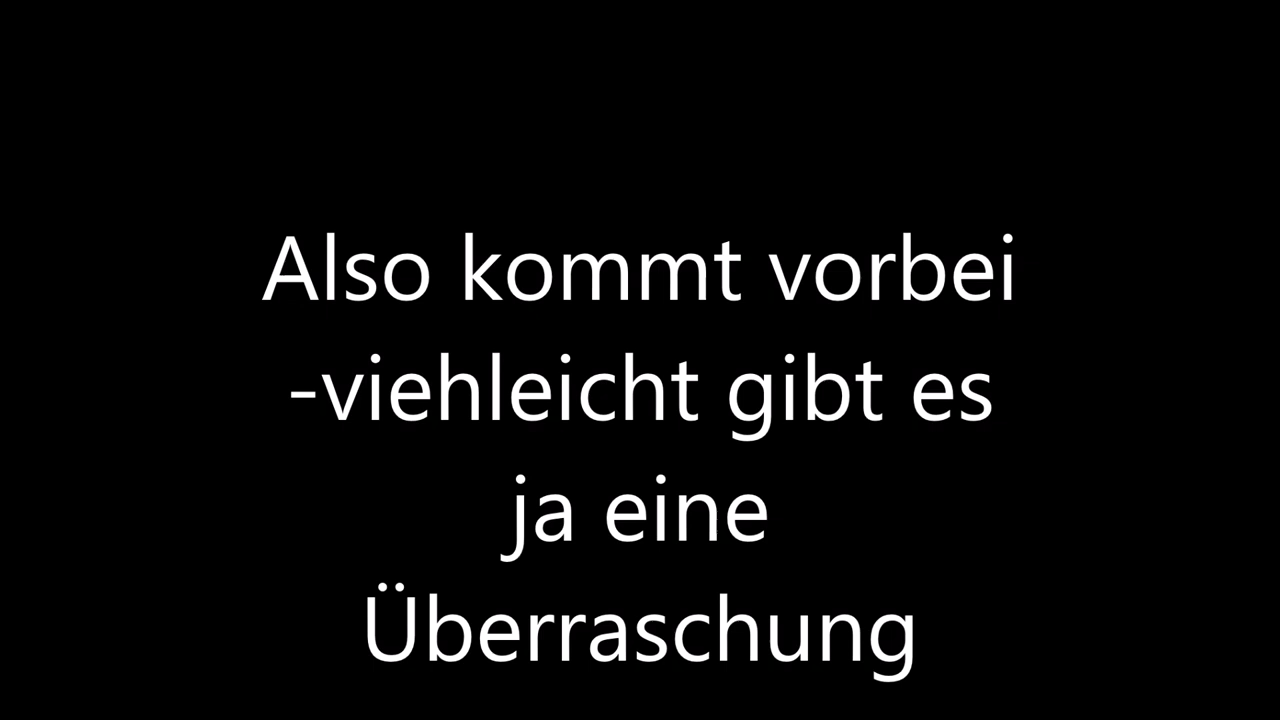 Also kommt vorbei
-viehleicht gibt es
ja eine
Überraschung